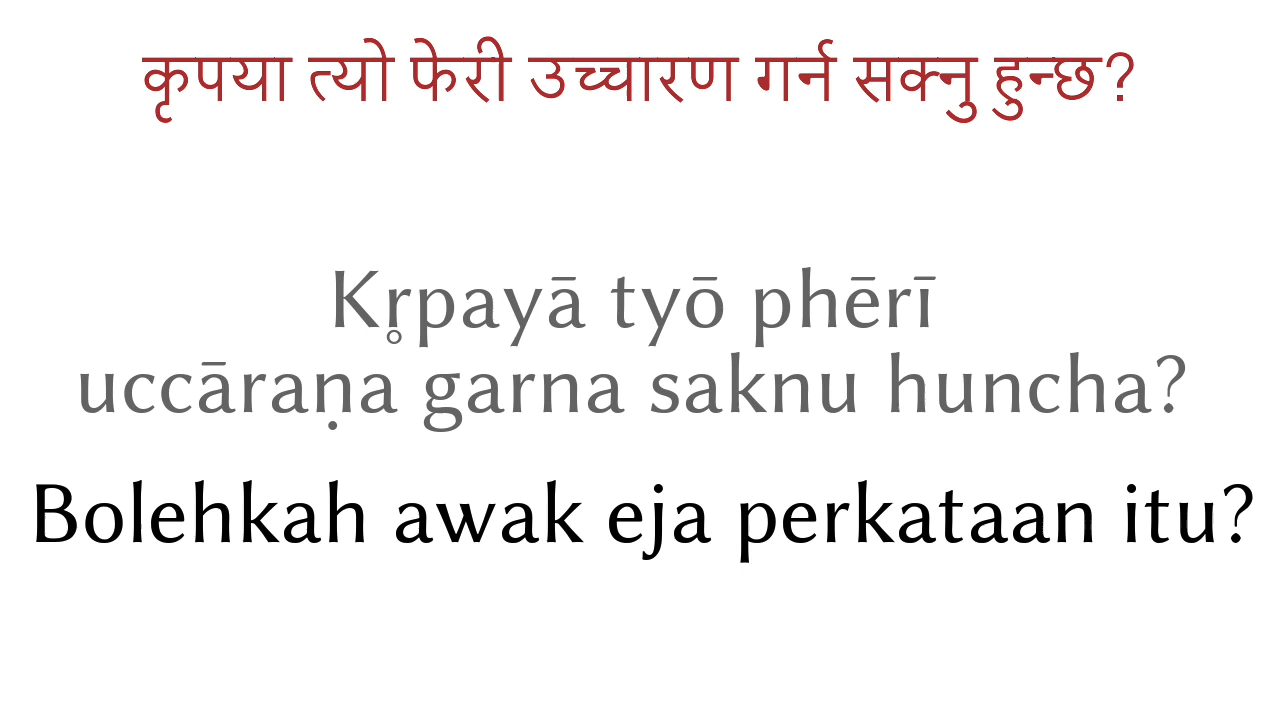 कृपया त्यो फेरी उच्चारण गर्न सक्नु हुन्छ?
Kr̥payā tyō phērī
uccāraṇa garna saknu huncha?
Bolehkah awak eja perkataan itu?